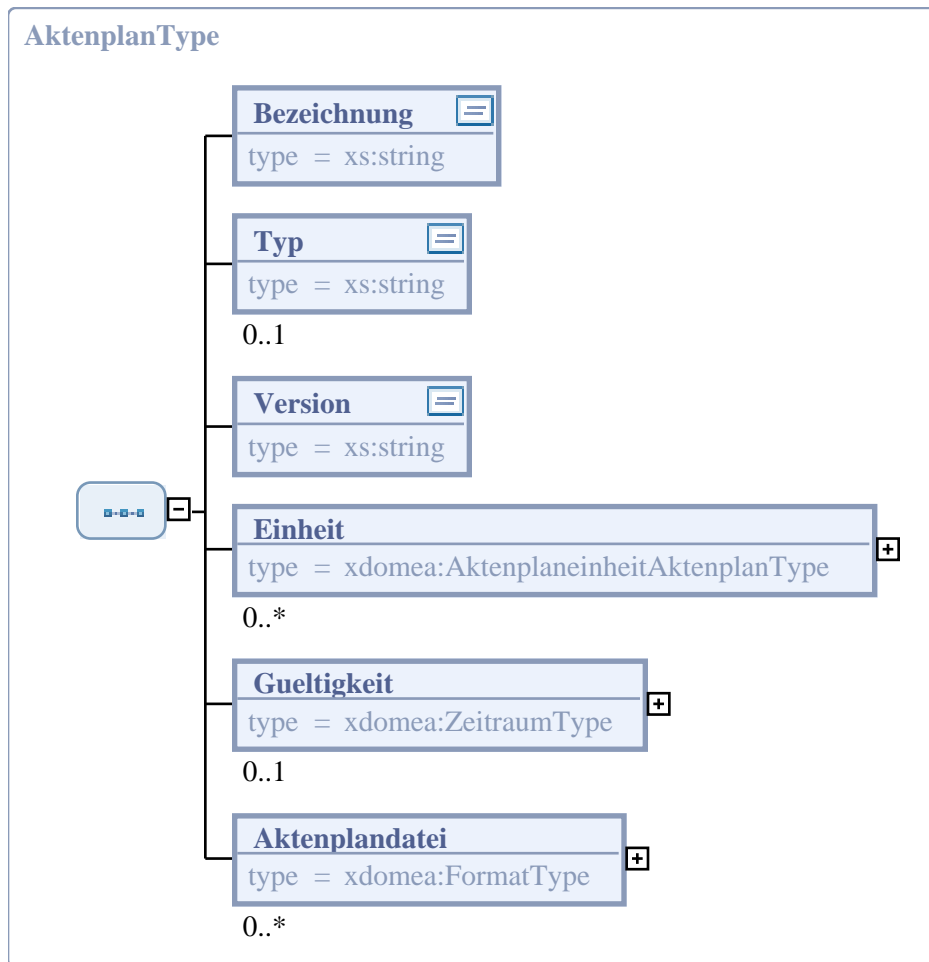 AktenplanType
Bezeichnung
type = xs:string
Typ
type = xs:string
0..1
Version
type = xs:string
Einheit
type = xdomea:AktenplaneinheitAktenplanType
0..*
Gueltigkeit
type = xdomea:ZeitraumType
0..1
Aktenplandatei
type = xdomea:FormatType
0..*